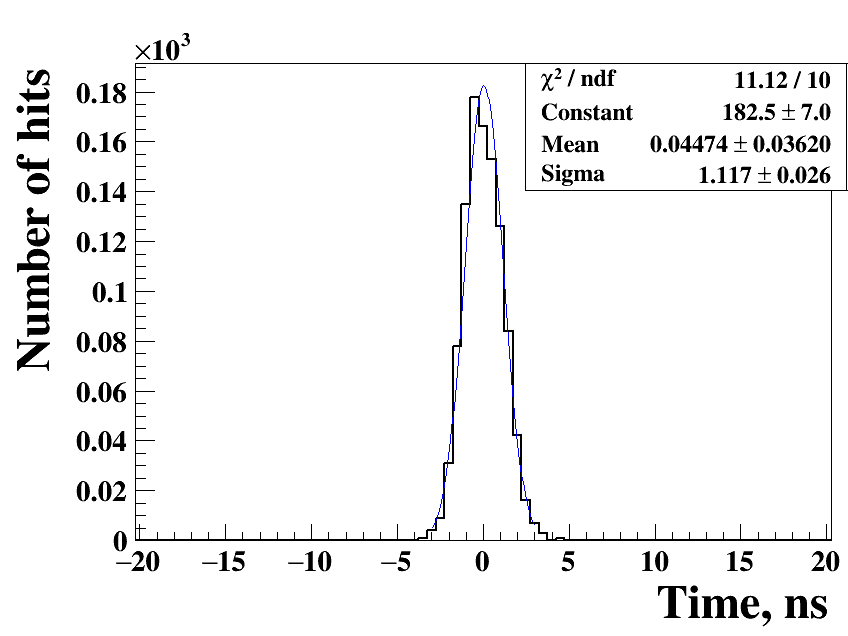 ×10³
χ² / ndf 11.12 / 10
Constant 182.5 ± 7.0
Mean 0.04474 ± 0.03620
Sigma 1.117 ± 0.026
Number of hits
0.18
0.16
0.14
0.12
0.1
0.08
0.06
0.04
0.02
0
−20 −15 −10 −5 0 5 10 15 20
Time, ns